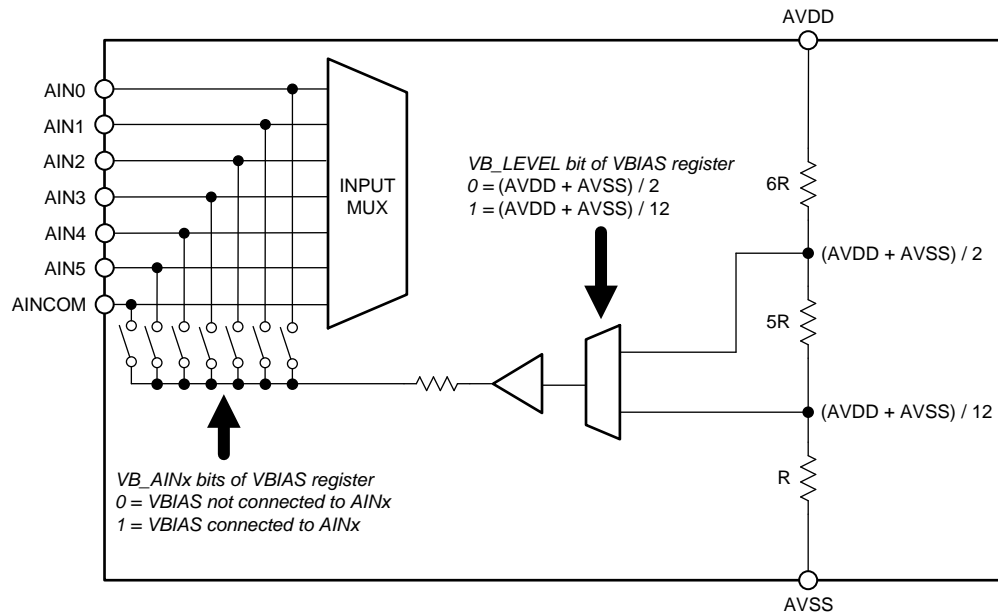 AVDD
AIN0
AIN1
AIN2
AIN3
AIN4
AIN5
AINCOM
INPUT
MUX
VB_LEVEL bit of VBIAS register
0 = (AVDD + AVSS) / 2
1 = (AVDD + AVSS) / 12
6R
(AVDD + AVSS) / 2
5R
(AVDD + AVSS) / 12
R
VB_AINx bits of VBIAS register
0 = VBIAS not connected to AINx
1 = VBIAS connected to AINx
AVSS